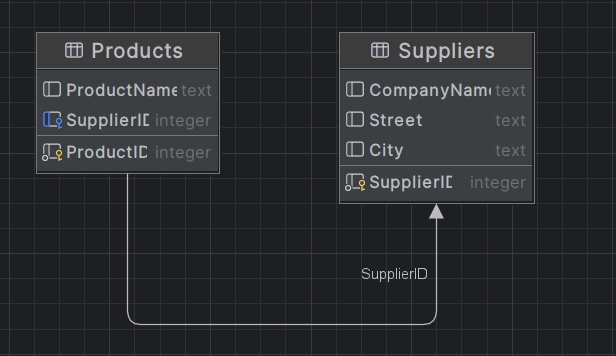 Products
ProductName text
SupplierID integer
ProductID integer
Suppliers
CompanyName text
Street text
City text
SupplierID integer
SupplierID